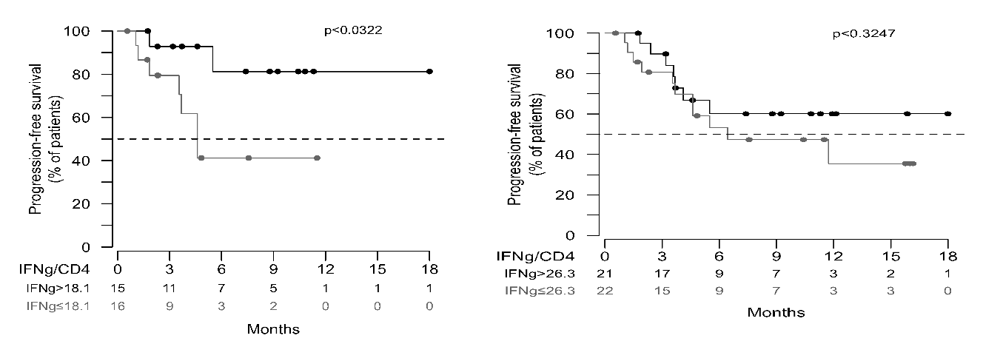 p<0.0322
Progression-free survival
(% of patients)
100
80
60
40
20
0
IFNg/CD4 0 3 6 9 12 15 18
IFNg>18.1 15 11 7 5 1 1 1
IFNg≤18.1 16 9 3 2 0 0 0
Months
p<0.3247
Progression-free survival
(% of patients)
100
80
60
40
20
0
IFNg/CD4 0 3 6 9 12 15 18
IFNg>26.3 21 17 9 7 3 2 1
IFNg≤26.3 22 15 9 7 3 3 0
Months